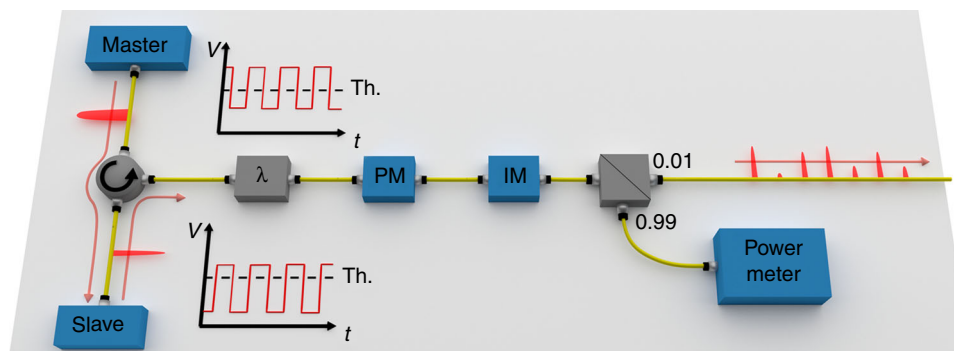 Master
V
Th.
t
λ
PM
IM
0.01
0.99
Power
meter
V
Th.
t
Slave